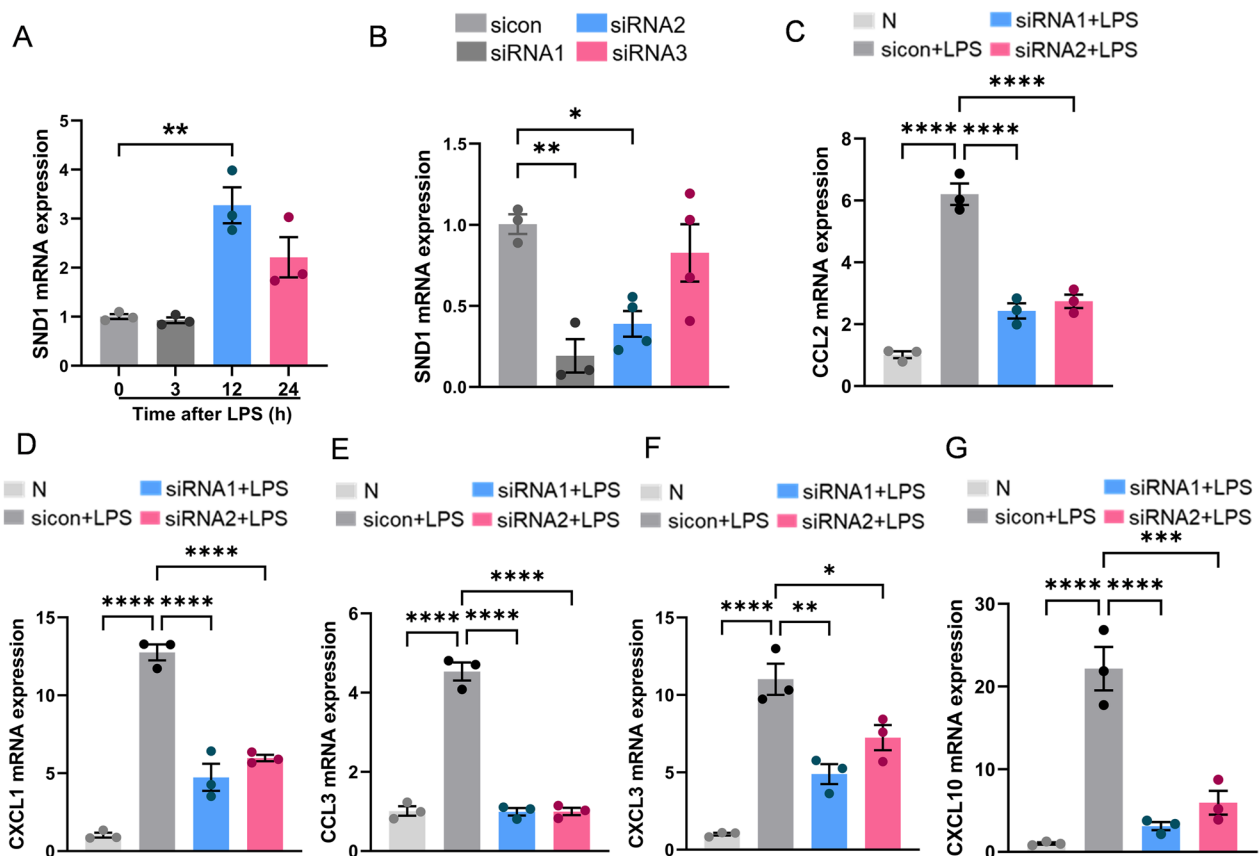 A
**
SND1 mRNA expression
5
4
3
2
1
0
0 3 12 24
Time after LPS (h)
B
sicon siRNA2
siRNA1 siRNA3
*
**
SND1 mRNA expression
1.5
1.0
0.5
0.0
C
N siRNA1+LPS
sicon+LPS siRNA2+LPS
****
**** ****
CCL2 mRNA expression
8
6
4
2
0
D
N siRNA1+LPS
sicon+LPS siRNA2+LPS
****
**** ****
CXCL1 mRNA expression
15
10
5
0
E
N siRNA1+LPS
sicon+LPS siRNA2+LPS
****
**** ****
CCL3 mRNA expression
6
4
2
0
F
N siRNA1+LPS
sicon+LPS siRNA2+LPS
*
**** **
CXCL3 mRNA expression
15
10
5
0
G
N siRNA1+LPS
sicon+LPS siRNA2+LPS
***
**** ****
CXCL10 mRNA expression
30
20
10
0